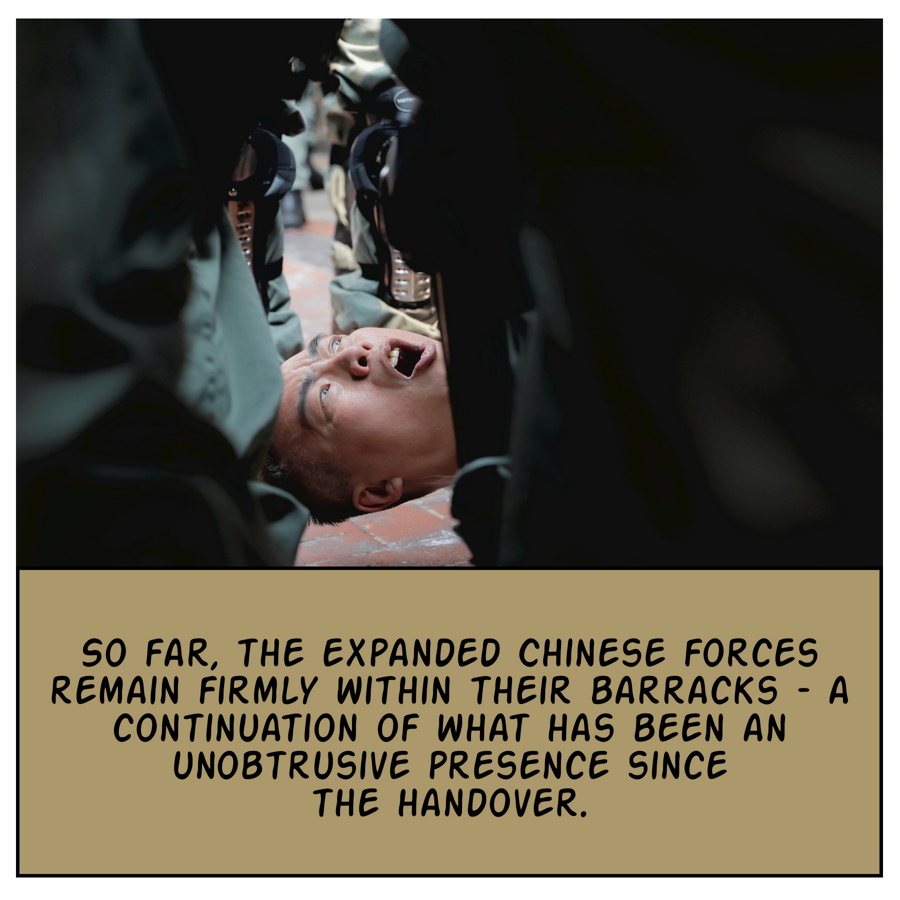 SO FAR, THE EXPANDED CHINESE FORCES
REMAIN FIRMLY WITHIN THEIR BARRACKS - A
CONTINUATION OF WHAT HAS BEEN AN
UNOBTRUSIVE PRESENCE SINCE
THE HANDOVER.